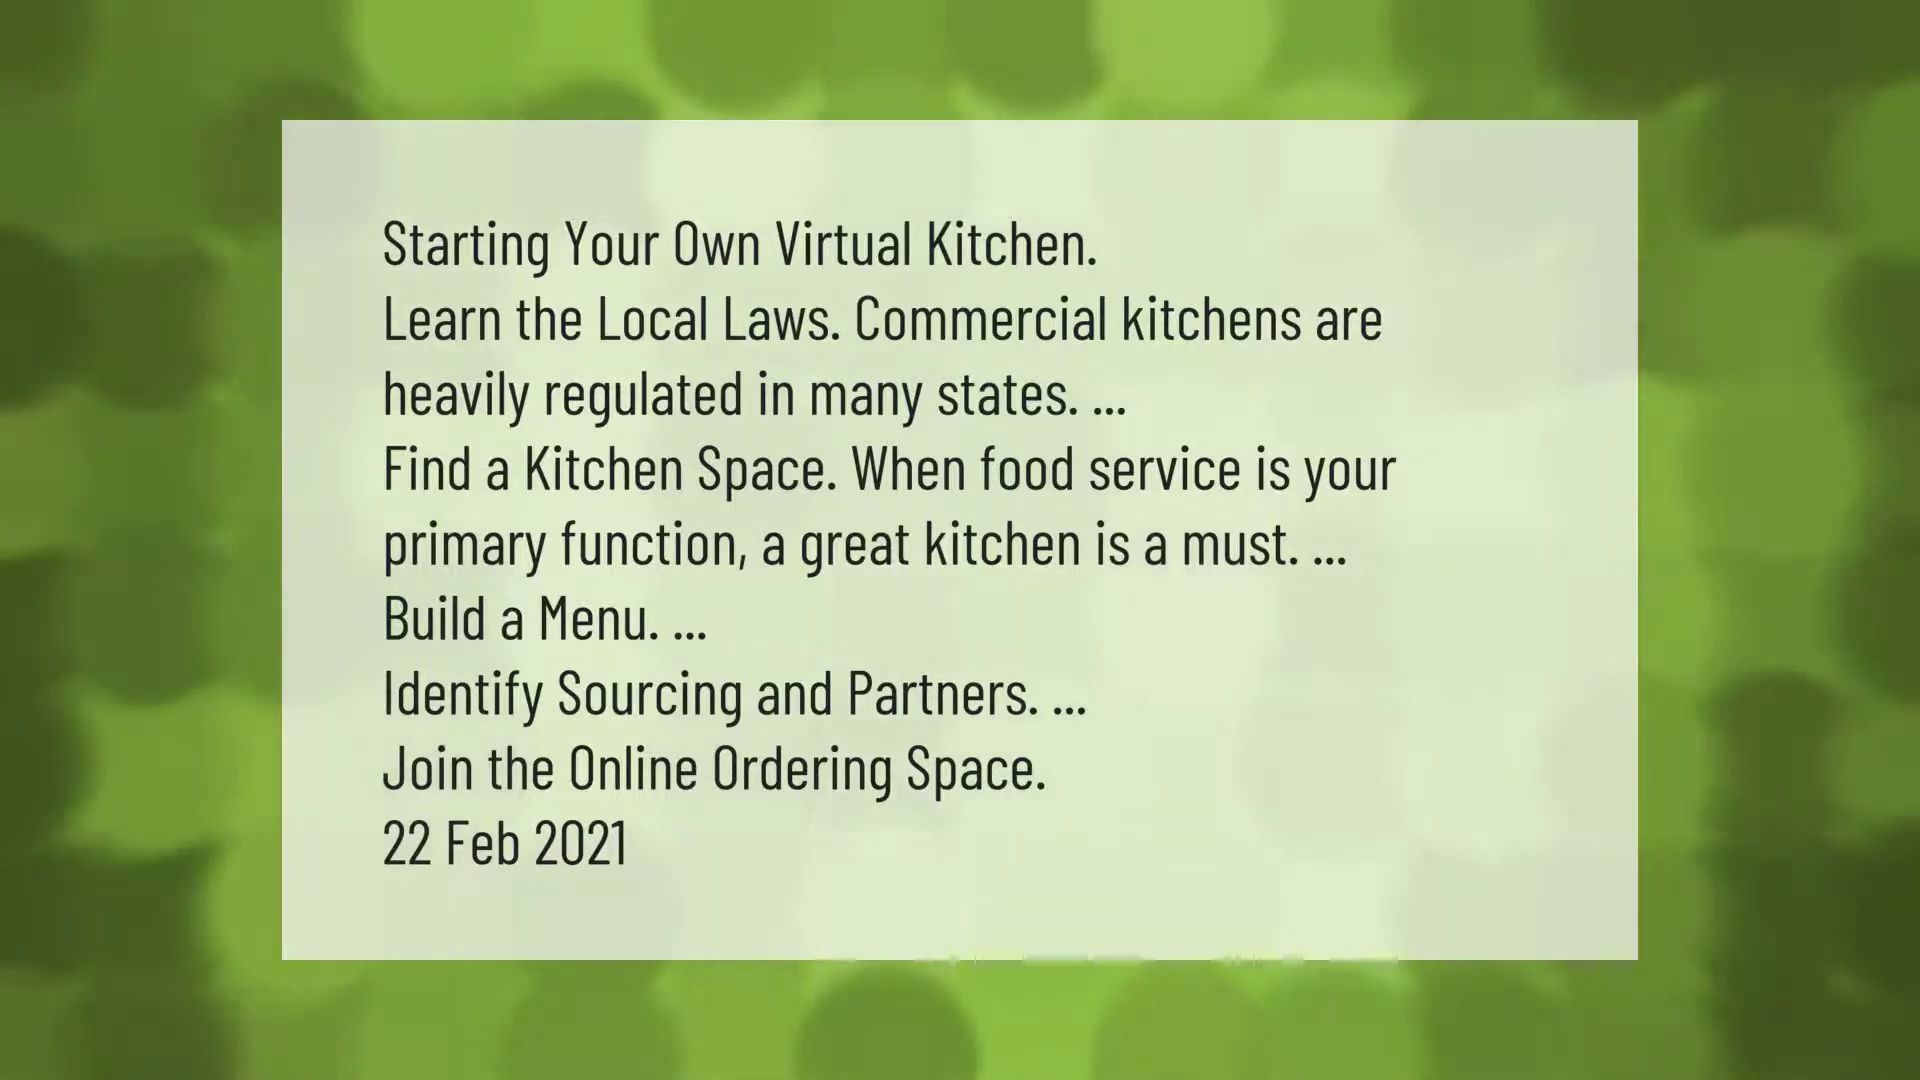 Starting Your Own Virtual Kitchen.
Learn the Local Laws. Commercial kitchens are
heavily regulated in many states. ...
Find a Kitchen Space. When food service is your
primary function, a great kitchen is a must. ...
Build a Menu. ...
Identify Sourcing and Partners. ...
Join the Online Ordering Space.
22 Feb 2021